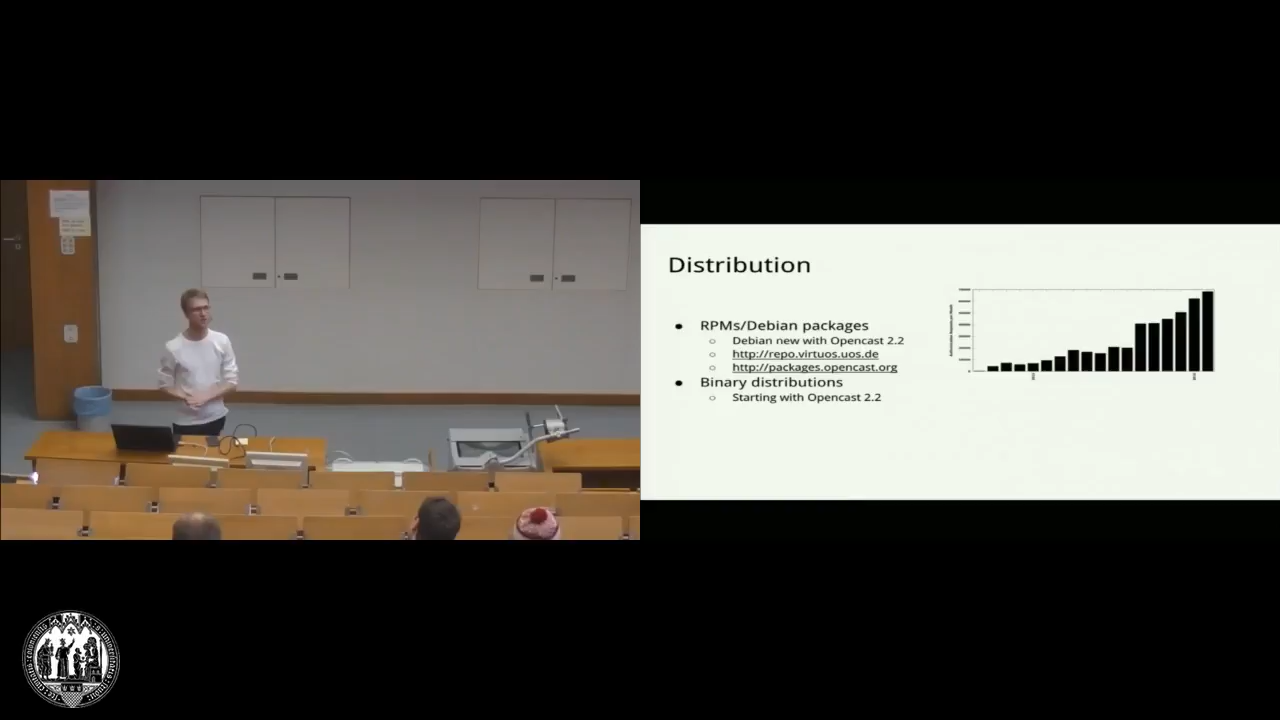 Distribution
● RPMs/Debian packages
○ Debian new with Opencast 2.2
○ http://repo.virtuos.uos.de
○ http://packages.opencast.org
● Binary distributions
○ Starting with Opencast 2.2